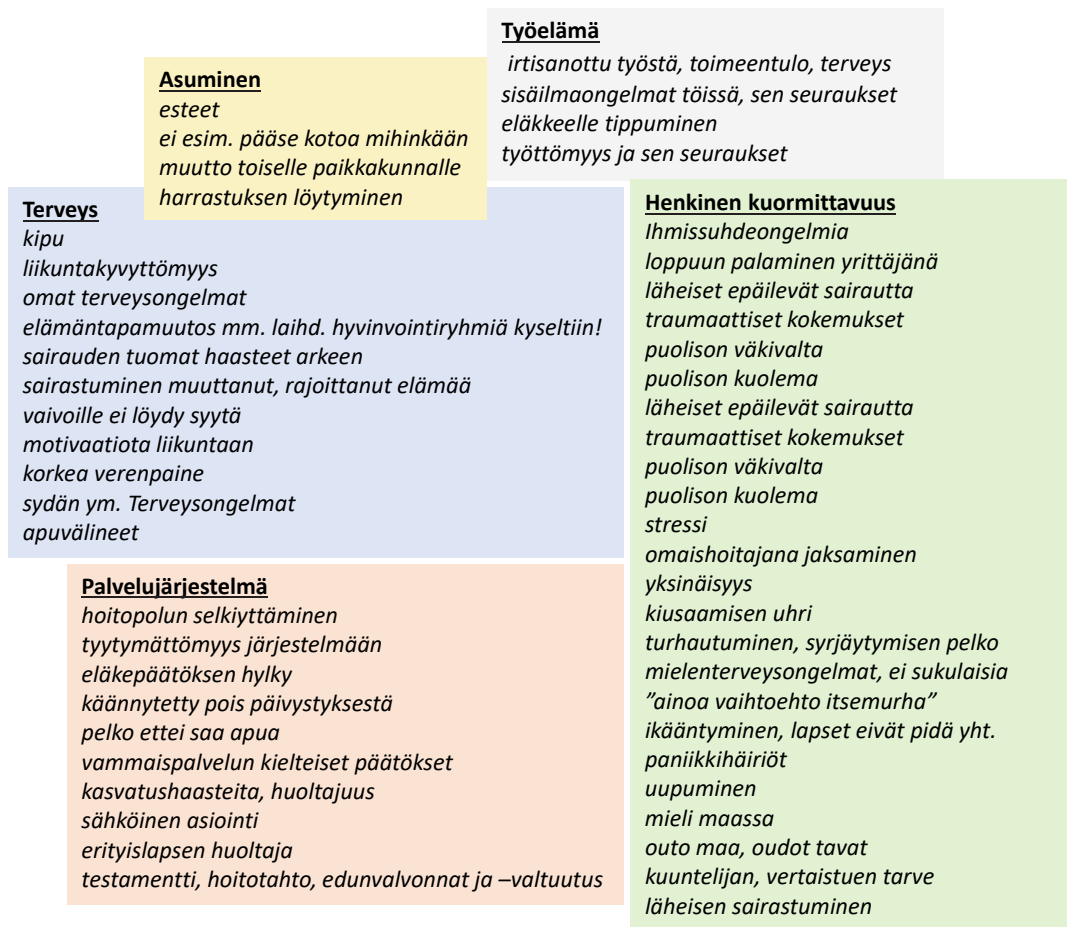 Työelämä
irtisanottu työstä, toimeentulo, terveys
sisäilmaongelmat töissä, sen seuraukset
eläkkeelle tippuminen
työttömyys ja sen seuraukset
Asuminen
esteet
ei esim. pääse kotoa mihinkään
muutto toiselle paikkakunnalle
harrastuksen löytyminen
Terveys
kipu
liikuntakyvyttömyys
omat terveysongelmat
elämäntapamuutos mm. laihd. hyvinvointiryhmiä kyseltiin!
sairauden tuomat haasteet arkeen
sairastuminen muuttanut, rajoittanut elämää
vaivoille ei löydy syytä
motivaatiota liikuntaan
korkea verenpaine
sydän ym. Terveysongelmat
apuvälineet
Henkinen kuormittavuus
Ihmissuhdeongelmia
loppuun palaminen yrittäjänä
läheiset epäilevät sairautta
traumaattiset kokemukset
puolison väkivalta
puolison kuolema
läheiset epäilevät sairautta
traumaattiset kokemukset
puolison väkivalta
puolison kuolema
stressi
omaishoitajana jaksaminen
yksinäisyys
kiusaamisen uhri
turhautuminen, syrjäytymisen pelko
mielenterveysongelmat, ei sukulaisia
”ainoa vaihtoehto itsemurha”
ikääntyminen, lapset eivät pidä yht.
paniikkihäiriöt
uupuminen
mieli maassa
outo maa, oudot tavat
kuuntelijan, vertaistuen tarve
läheisen sairastuminen
Palvelujärjestelmä
hoitopolun selkiyttäminen
tyytymättömyys järjestelmään
eläkepäätöksen hylky
käännytetty pois päivystyksestä
pelko ettei saa apua
vammaispalvelun kielteiset päätökset
kasvatushaasteita, huoltajuus
sähköinen asiointi
erityislapsen huoltaja
testamentti, hoitotahto, edunvalvonnat ja –valtuutus